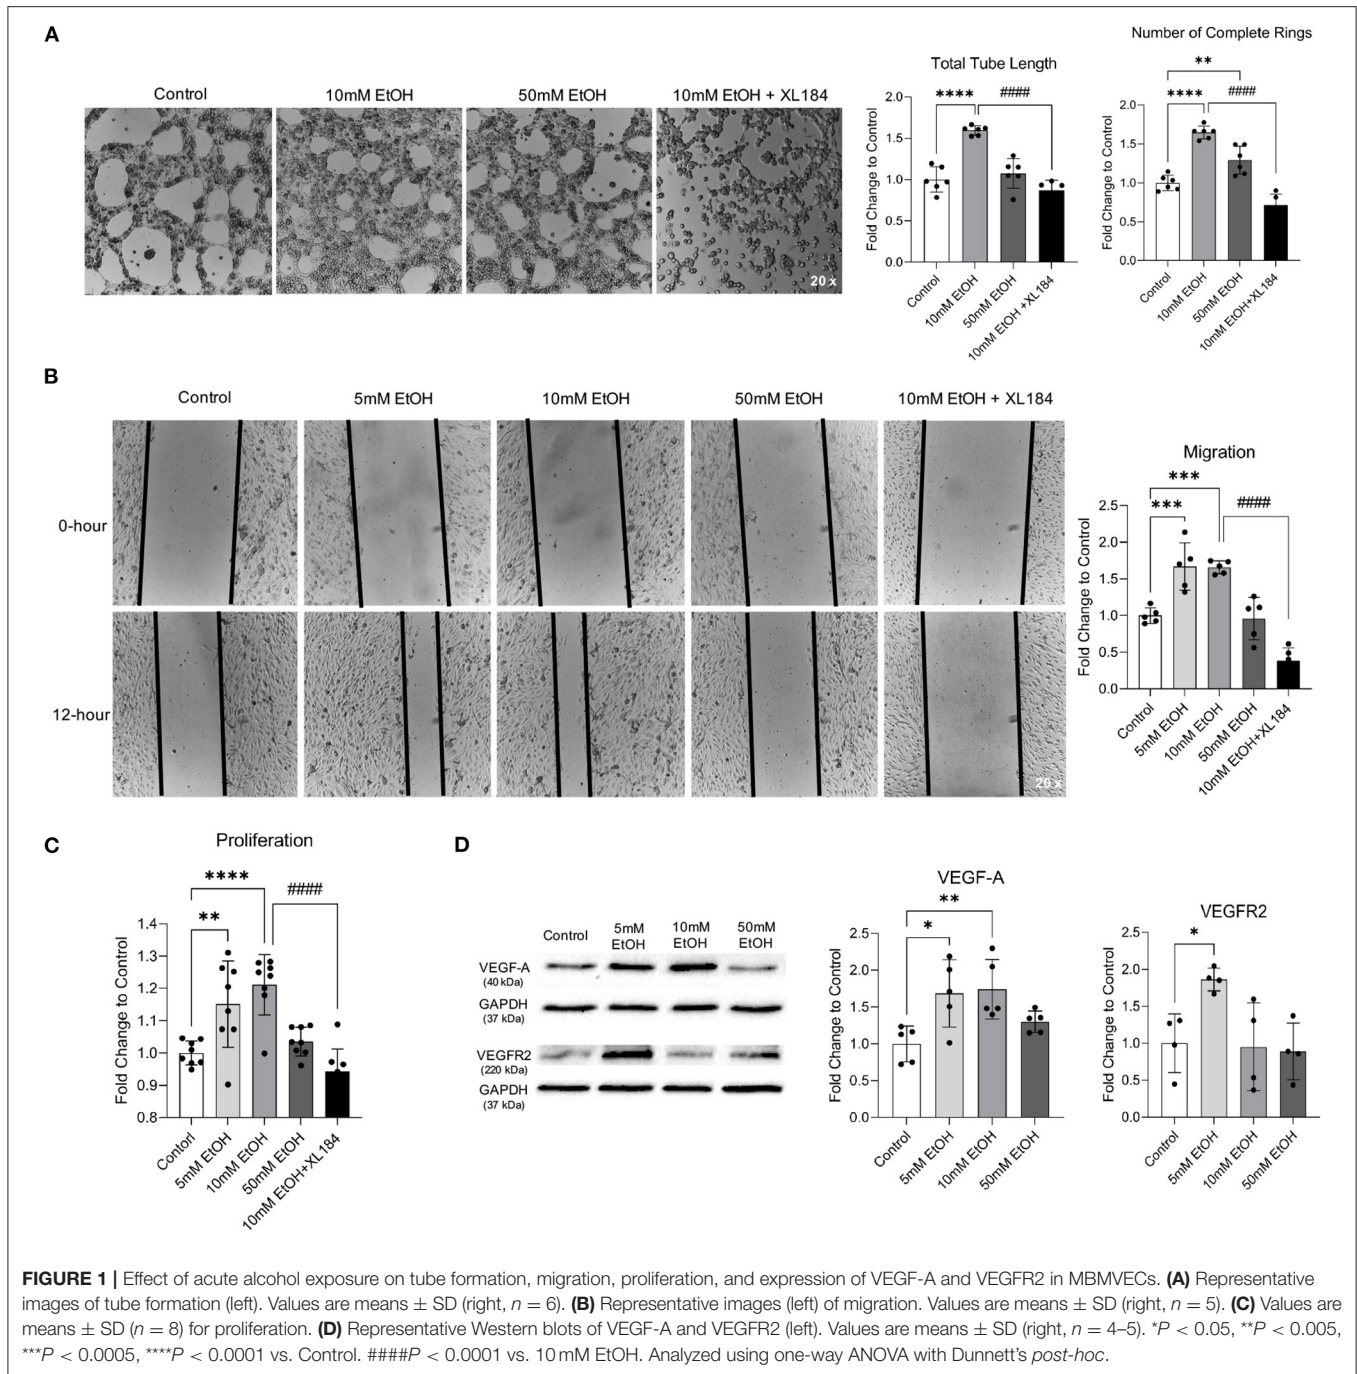 A
Control
10mM EtOH
50mM EtOH
10mM EtOH + XL184
20 x
Total Tube Length
****
####
Fold Change to Control
2.0
1.5
1.0
0.5
0.0
Control
10mM EtOH
50mM EtOH
10mM EtOH +XL184
Number of Complete Rings
**
****
####
Fold Change to Control
2.0
1.5
1.0
0.5
0.0
Control
10mM EtOH
50mM EtOH
10mM EtOH+XL184
B
Control
5mM EtOH
10mM EtOH
50mM EtOH
10mM EtOH + XL184
0-hour
12-hour
20 x
Migration
***
***
####
Fold Change to Control
2.5
2.0
1.5
1.0
0.5
0.0
Control
5mM EtOH
10mM EtOH
50mM EtOH
10mM EtOH+XL184
C
Proliferation
****
####
**
Fold Change to Control
1.4
1.3
1.2
1.1
1.0
0.9
0.8
Contorl
5mM EtOH
10mM EtOH
50mM EtOH
10mM EtOH+XL184
D
Control
5mM
EtOH
10mM
EtOH
50mM
EtOH
VEGF-A
(40 kDa)
GAPDH
(37 kDa)
VEGFR2
(220 kDa)
GAPDH
(37 kDa)
VEGF-A
**
*
Fold Change to Control
2.5
2.0
1.5
1.0
0.5
0.0
Control
5mM EtOH
10mM EtOH
50mM EtOH
VEGFR2
*
Fold Change to Control
2.5
2.0
1.5
1.0
0.5
0.0
Control
5mM EtOH
10mM EtOH
50mM EtOH
FIGURE 1 | Effect of acute alcohol exposure on tube formation, migration, proliferation, and expression of VEGF-A and VEGFR2 in MBMVECs. (A) Representative
images of tube formation (left). Values are means ± SD (right, n = 6). (B) Representative images (left) of migration. Values are means ± SD (right, n = 5). (C) Values are
means ± SD (n = 8) for proliferation. (D) Representative Western blots of VEGF-A and VEGFR2 (left). Values are means ± SD (right, n = 4–5). *P < 0.05, **P < 0.005,
***P < 0.0005, ****P < 0.0001 vs. Control. ####P < 0.0001 vs. 10 mM EtOH. Analyzed using one-way ANOVA with Dunnett's post-hoc.